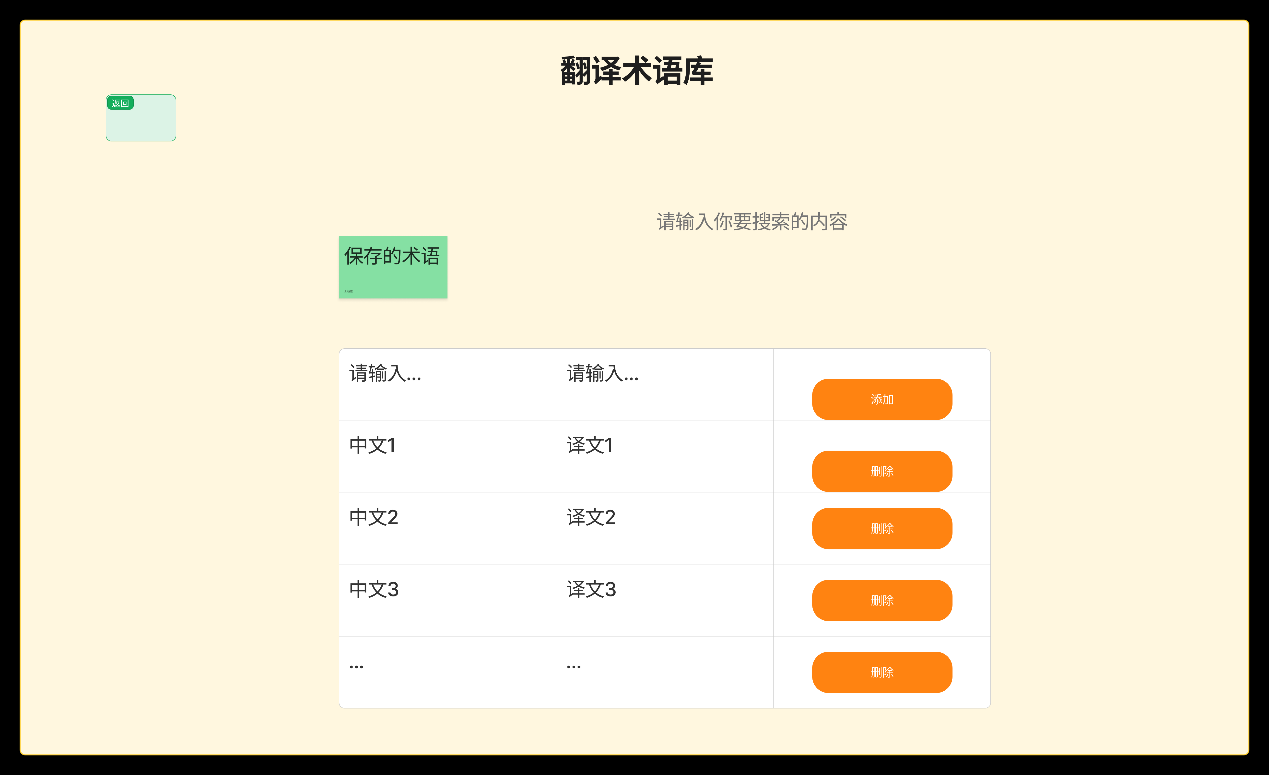 翻译术语库
返回
请输入你要搜索的内容
保存的术语
请输入... 请输入... 添加
中文1 译文1 删除
中文2 译文2 删除
中文3 译文3 删除
... ... 删除